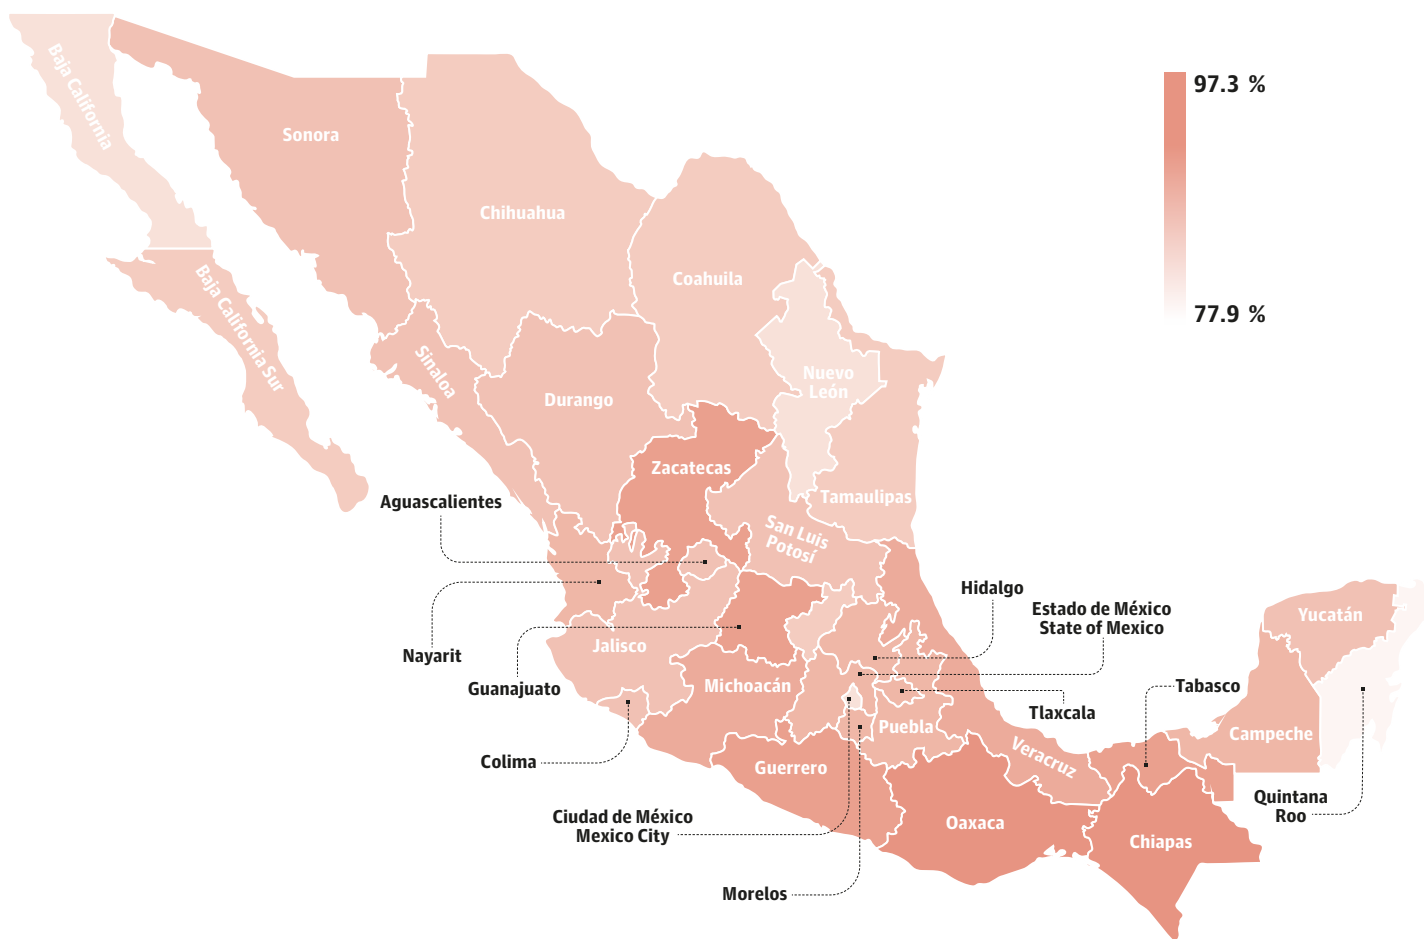 97.3 %
77.9 %
Baja California
Sonora
Chihuahua
Coahuila
Baja California Sur
Sinaloa
Nuevo
León
Durango
Zacatecas
Tamaulipas
Aguascalientes
San Luis
Potosí
Hidalgo
Estado de México
State of Mexico
Yucatán
Jalisco
Nayarit
Guanajuato
Michoacán
Tabasco
Tlaxcala
Puebla
Campeche
Colima
Veracruz
Guerrero
Quintana
Roo
Ciudad de México
Mexico City
Oaxaca
Chiapas
Morelos